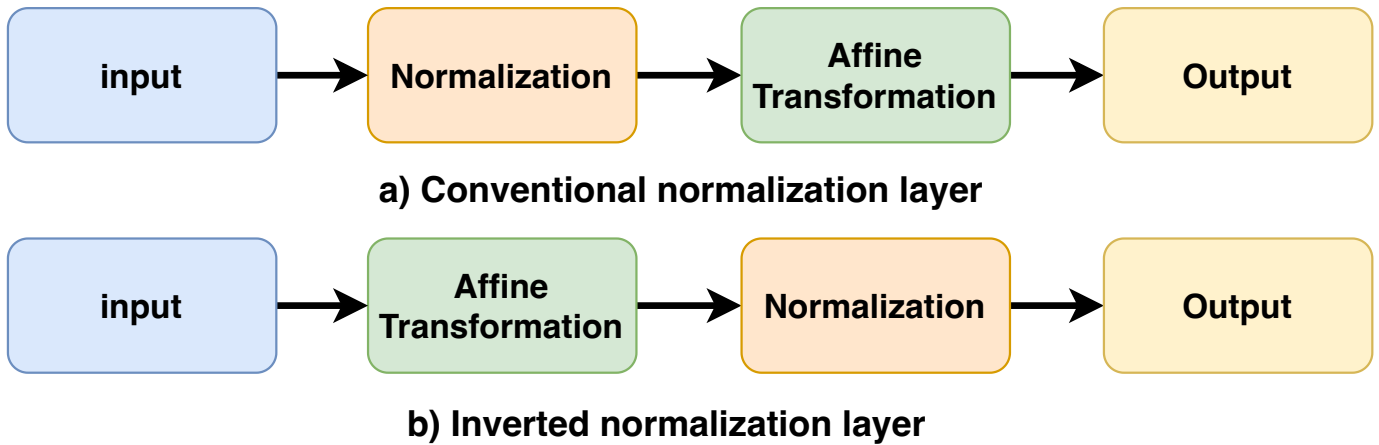 input
Normalization
Affine
Transformation
Output
a) Conventional normalization layer
input
Affine
Transformation
Normalization
Output
b) Inverted normalization layer